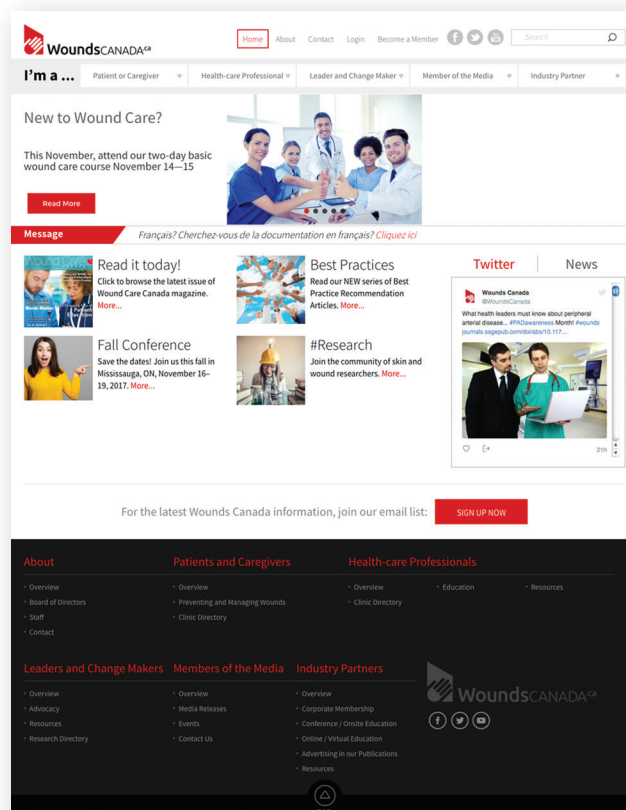 WoundsCANADA.ca
Home About Contact Login Become a Member
Search
I'm a ... Patient or Caregiver Health-care Professional Leader and Change Maker Member of the Media Industry Partner
New to Wound Care?
This November, attend our two-day basic
wound care course November 14—15
Read More
Message Français? Cherchez-vous de la documentation en français? Cliquez ici
Wound Care
Read it today!
Click to browse the latest issue of
Wound Care Canada magazine.
More...
Best Practices
Read our NEW series of Best
Practice Recommendation
Articles. More...
Fall Conference
Save the dates! Join us this fall in
Mississauga, ON, November 16–
19, 2017. More...
#Research
Join the community of skin and
wound researchers. More...
Twitter News
Wounds Canada
@WoundsCanada
What health leaders must know about peripheral
arterial disease... #PADawareness Month! #wounds
journals.sagepub.com/doi/abs/10.117...
21h
For the latest Wounds Canada information, join our email list: SIGN UP NOW
About
Overview
Board of Directors
Staff
Contact
Patients and Caregivers
Overview
Preventing and Managing Wounds
Clinic Directory
Health-care Professionals
Overview
Clinic Directory
Education
Resources
Leaders and Change Makers
Overview
Advocacy
Resources
Research Directory
Members of the Media
Overview
Media Releases
Events
Contact Us
Industry Partners
Overview
Corporate Membership
Conference / Onsite Education
Online / Virtual Education
Advertising in our Publications
Resources
WoundsCANADA.ca